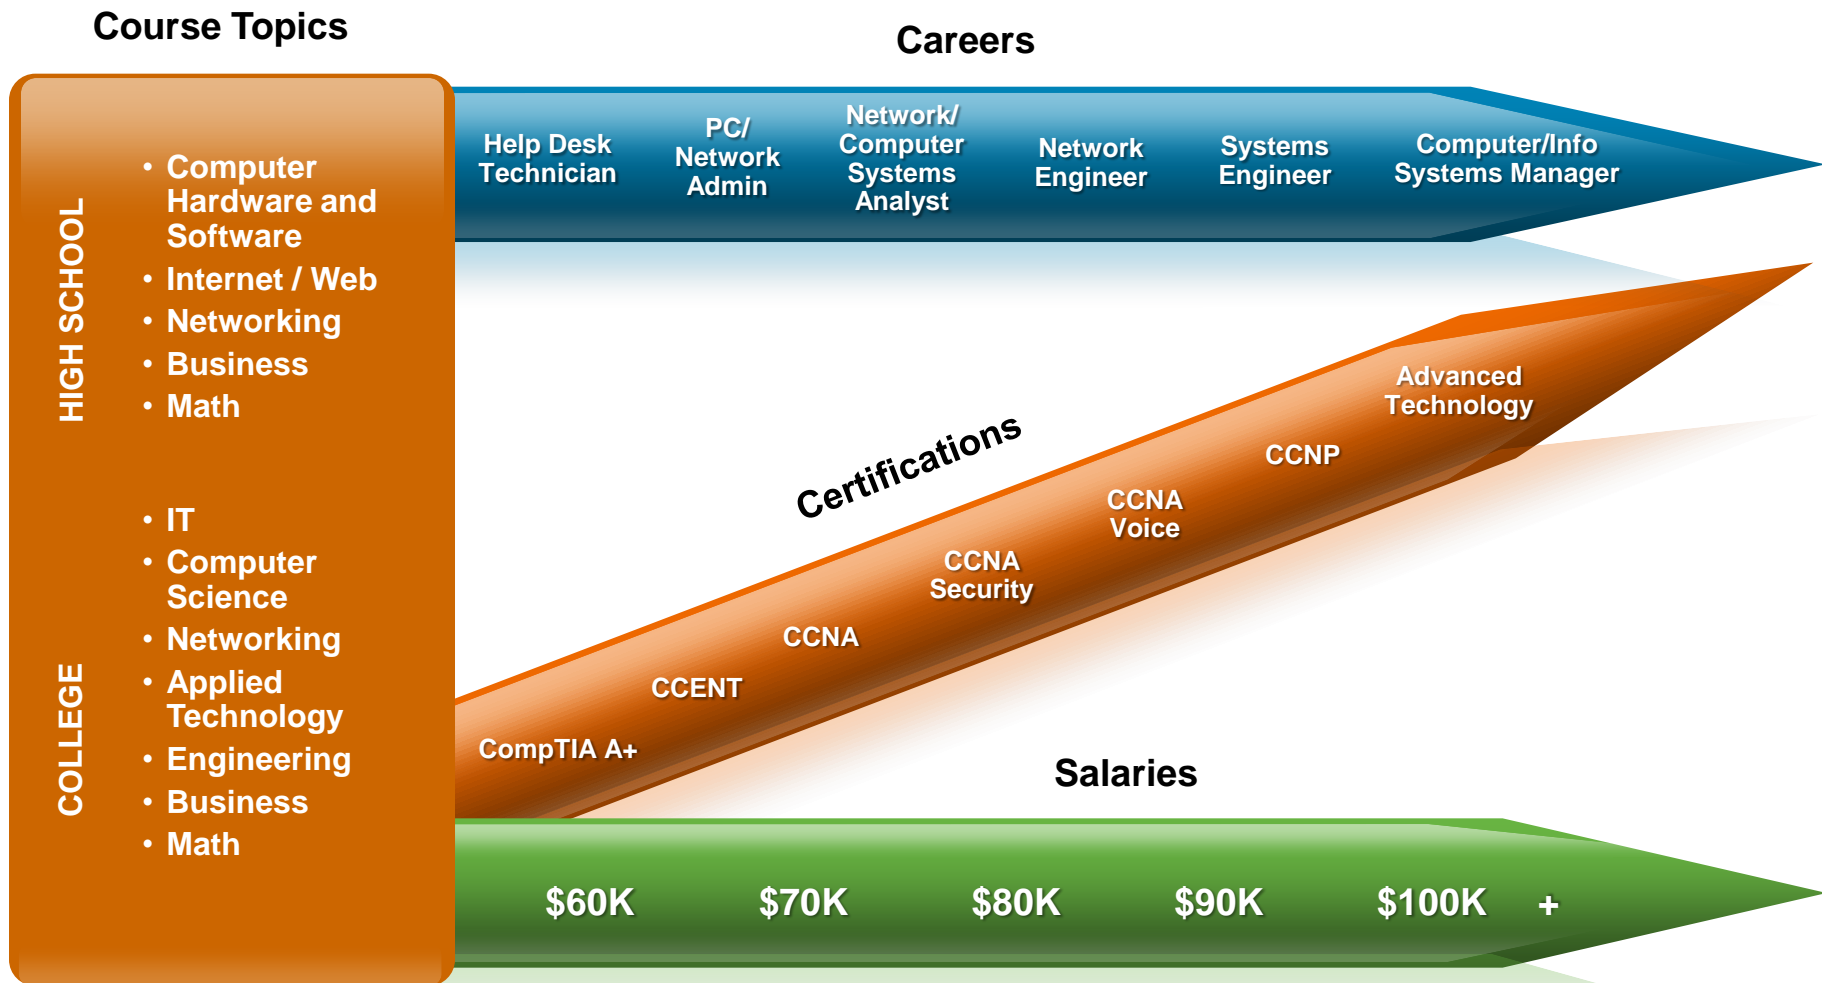 Course Topics
HIGH SCHOOL
• Computer
Hardware and
Software
• Internet / Web
• Networking
• Business
• Math
COLLEGE
• IT
• Computer
Science
• Networking
• Applied
Technology
• Engineering
• Business
• Math
Careers
Help Desk
Technician
PC/
Network
Admin
Network/
Computer
Systems
Analyst
Network
Engineer
Systems
Engineer
Computer/Info
Systems Manager
Certifications
CompTIA A+
CCENT
CCNA
CCNA
Security
CCNA
Voice
CCNP
Advanced
Technology
Salaries
$60K $70K $80K $90K $100K +